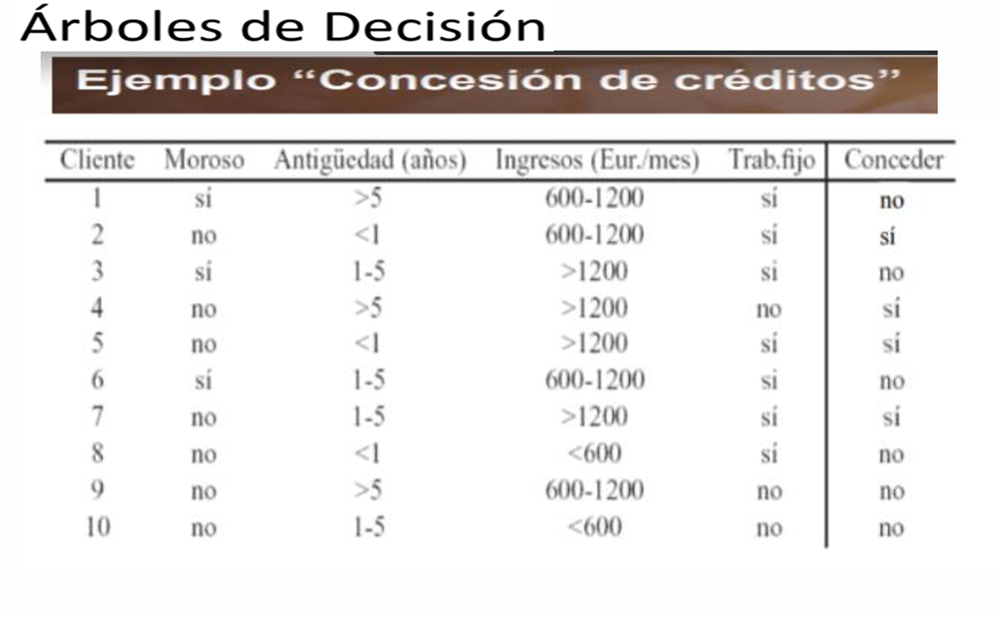 Árboles de Decisión
Ejemplo “Concesión de créditos”
Cliente Moroso Antigüedad (años) Ingresos (Eur./mes) Trab.fijo Conceder
1 sí >5 600-1200 sí no
2 no <1 600-1200 sí sí
3 sí 1-5 >1200 sí no
4 no >5 >1200 no sí
5 no <1 >1200 sí sí
6 sí 1-5 600-1200 sí no
7 no 1-5 >1200 sí sí
8 no <1 <600 sí no
9 no >5 600-1200 no no
10 no 1-5 <600 no no